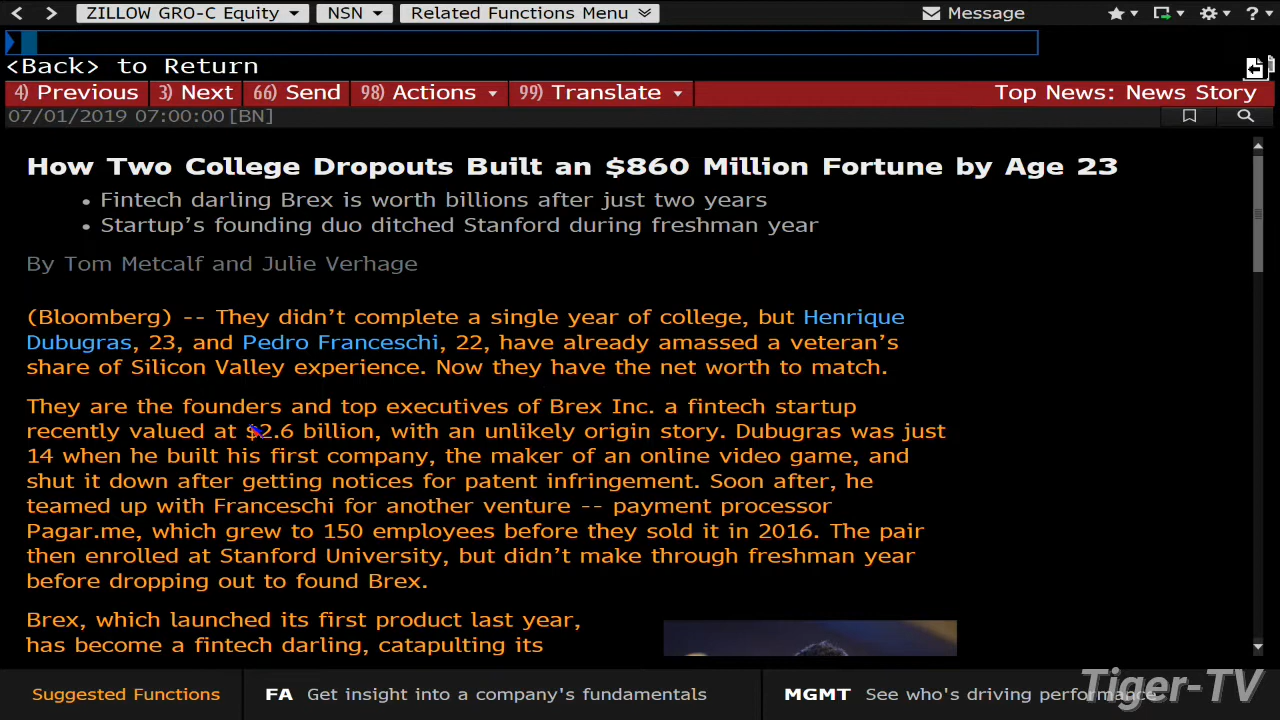 ZILLOW GRO-C Equity NSN Related Functions Menu Message
<Back> to Return
4) Previous 3) Next 66) Send 98) Actions 99) Translate Top News: News Story
07/01/2019 07:00:00 [BN]
How Two College Dropouts Built an $860 Million Fortune by Age 23
• Fintech darling Brex is worth billions after just two years
• Startup's founding duo ditched Stanford during freshman year
By Tom Metcalf and Julie Verhage
(Bloomberg) -- They didn't complete a single year of college, but Henrique
Dubugras, 23, and Pedro Franceschi, 22, have already amassed a veteran's
share of Silicon Valley experience. Now they have the net worth to match.
They are the founders and top executives of Brex Inc. a fintech startup
recently valued at $2.6 billion, with an unlikely origin story. Dubugras was just
14 when he built his first company, the maker of an online video game, and
shut it down after getting notices for patent infringement. Soon after, he
teamed up with Franceschi for another venture -- payment processor
Pagar.me, which grew to 150 employees before they sold it in 2016. The pair
then enrolled at Stanford University, but didn't make through freshman year
before dropping out to found Brex.
Brex, which launched its first product last year,
has become a fintech darling, catapulting its
Suggested Functions FA Get insight into a company's fundamentals MGMT See who's driving performance
Tiger-TV